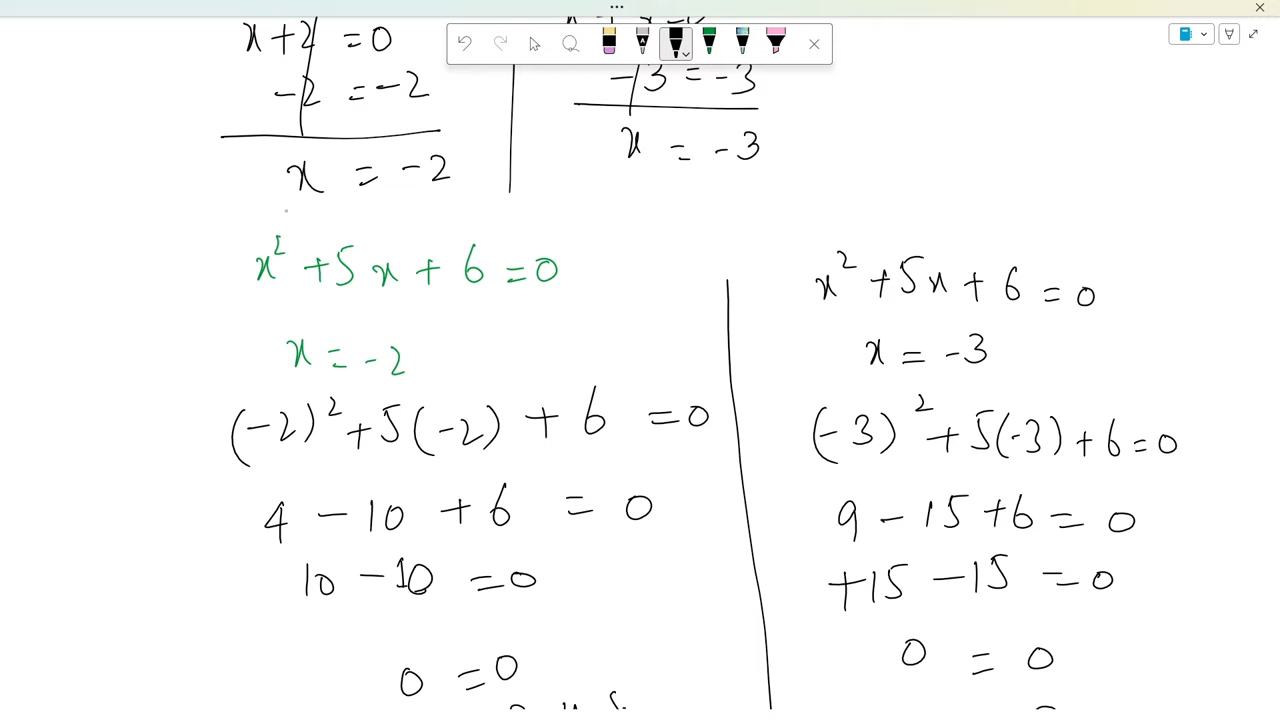 x+2 =0
-2 =-2
x = -2
-3 = -3
x = -3
x² +5x + 6 =0
x = -2
(-2)² +5(-2) + 6 =0
4 - 10 + 6 = 0
10 -10 =0
0 =0
x² +5x + 6 = 0
x = -3
(-3)² +5(-3) + 6 = 0
9 - 15 +6 = 0
+15 -15 = 0
0 = 0